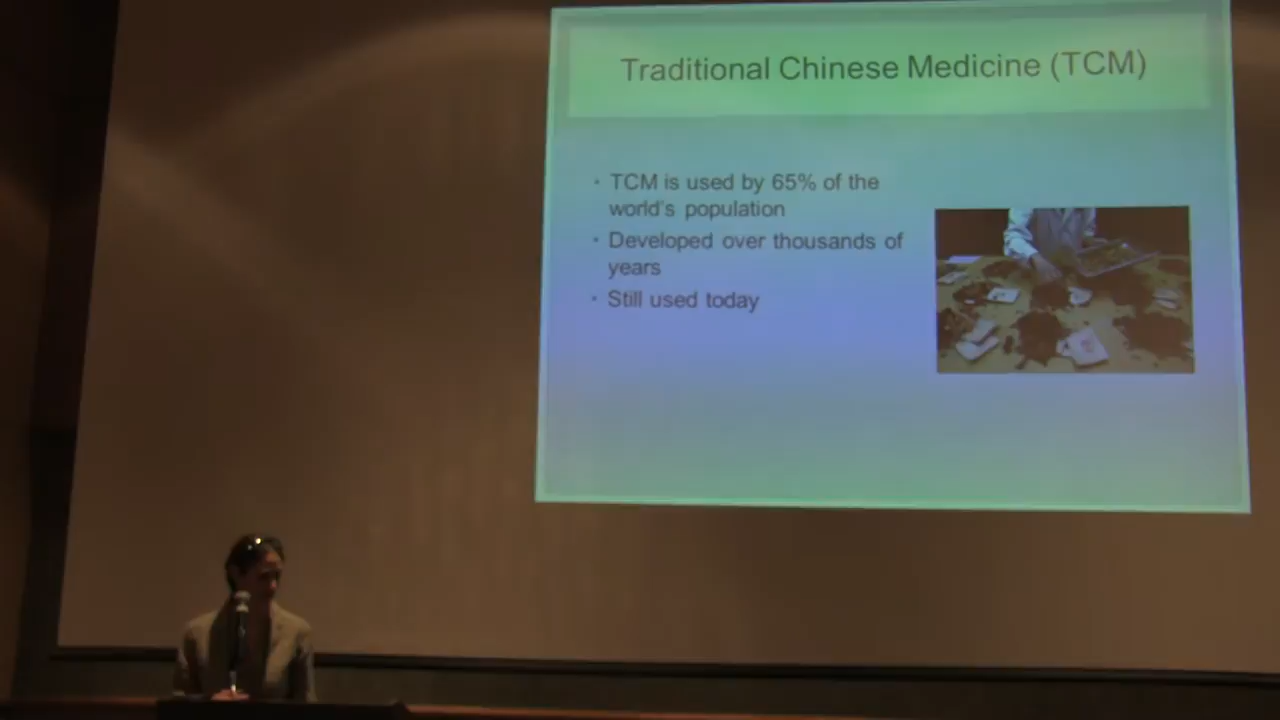 Traditional Chinese Medicine (TCM)
• TCM is used by 65% of the
world's population
• Developed over thousands of
years
• Still used today